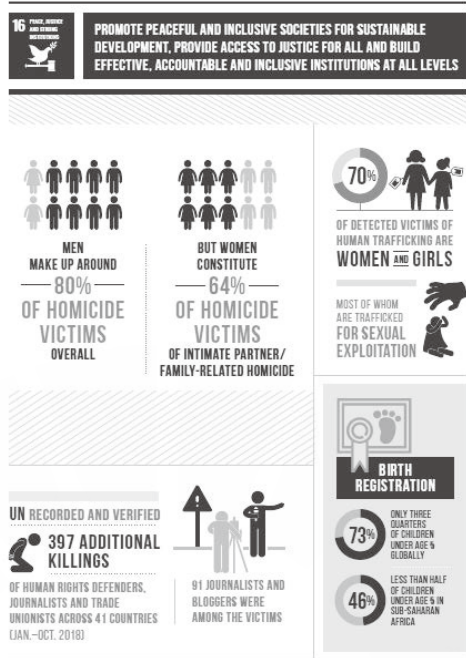 16 PEACE, JUSTICE
AND STRONG
INSTITUTIONS
PROMOTE PEACEFUL AND INCLUSIVE SOCIETIES FOR SUSTAINABLE
DEVELOPMENT, PROVIDE ACCESS TO JUSTICE FOR ALL AND BUILD
EFFECTIVE, ACCOUNTABLE AND INCLUSIVE INSTITUTIONS AT ALL LEVELS
MEN
MAKE UP AROUND
80%
OF HOMICIDE
VICTIMS
OVERALL
BUT WOMEN
CONSTITUTE
64%
OF HOMICIDE
VICTIMS
OF INTIMATE PARTNER/
FAMILY-RELATED HOMICIDE
70%
OF DETECTED VICTIMS OF
HUMAN TRAFFICKING ARE
WOMEN AND GIRLS
MOST OF WHOM
ARE TRAFFICKED
FOR SEXUAL
EXPLOITATION
UN RECORDED AND VERIFIED
397 ADDITIONAL
KILLINGS
OF HUMAN RIGHTS DEFENDERS,
JOURNALISTS AND TRADE
UNIONISTS ACROSS 41 COUNTRIES
(JAN.–OCT. 2018)
91 JOURNALISTS AND
BLOGGERS WERE
AMONG THE VICTIMS
BIRTH
REGISTRATION
73%
ONLY THREE
QUARTERS
OF CHILDREN
UNDER AGE 5
GLOBALLY
46%
LESS THAN HALF
OF CHILDREN
UNDER AGE 5 IN
SUB-SAHARAN
AFRICA